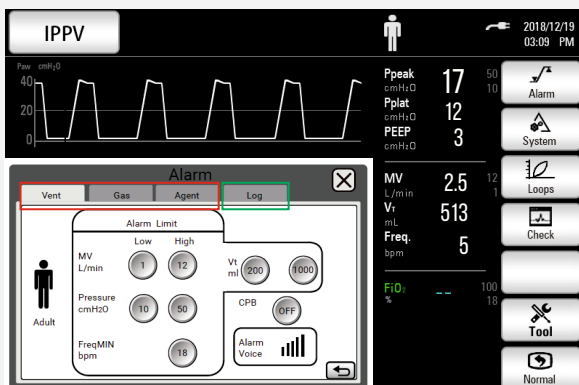 IPPV
2018/12/19
03:09 PM
Paw cmH₂O
40
20
0
Ppeak 17 50
cmH₂O 10
Pplat 12
cmH₂O
PEEP 3
cmH₂O
MV 2.5 12
L/min 1
VT 513
mL
Freq. 5
bpm
FiO₂ -- 100
% 18
Alarm
System
Loops
Check
Tool
Normal
Alarm
Vent Gas Agent Log
Alarm Limit
Low High
MV
L/min 1 12
Vt
ml 200 1000
Pressure
cmH2O 10 50
CPB OFF
Adult
FreqMIN
bpm 18
Alarm
Voice